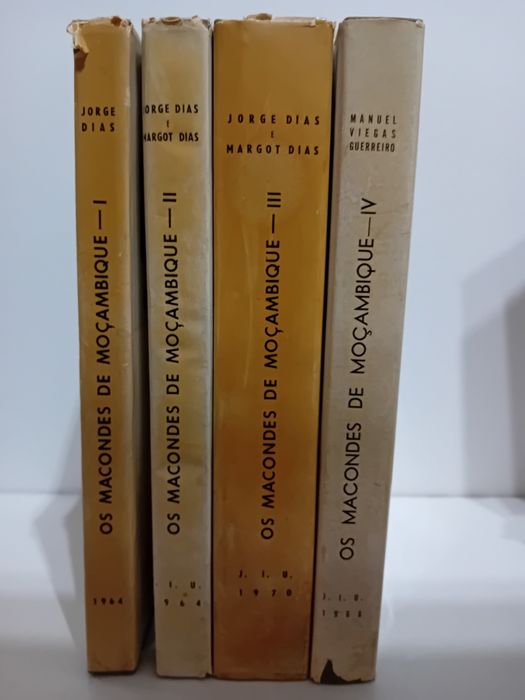 JORGE
DIAS
OS MACONDES DE MOÇAMBIQUE — I
1964
JORGE DIAS
E
MARGOT DIAS
OS MACONDES DE MOÇAMBIQUE — II
I. U.
964
JORGE DIAS
E
MARGOT DIAS
OS MACONDES DE MOÇAMBIQUE — III
J. I. U.
1970
MANUEL
VIEGAS
GUERREIRO
OS MACONDES DE MOÇAMBIQUE — IV
J. I. U.